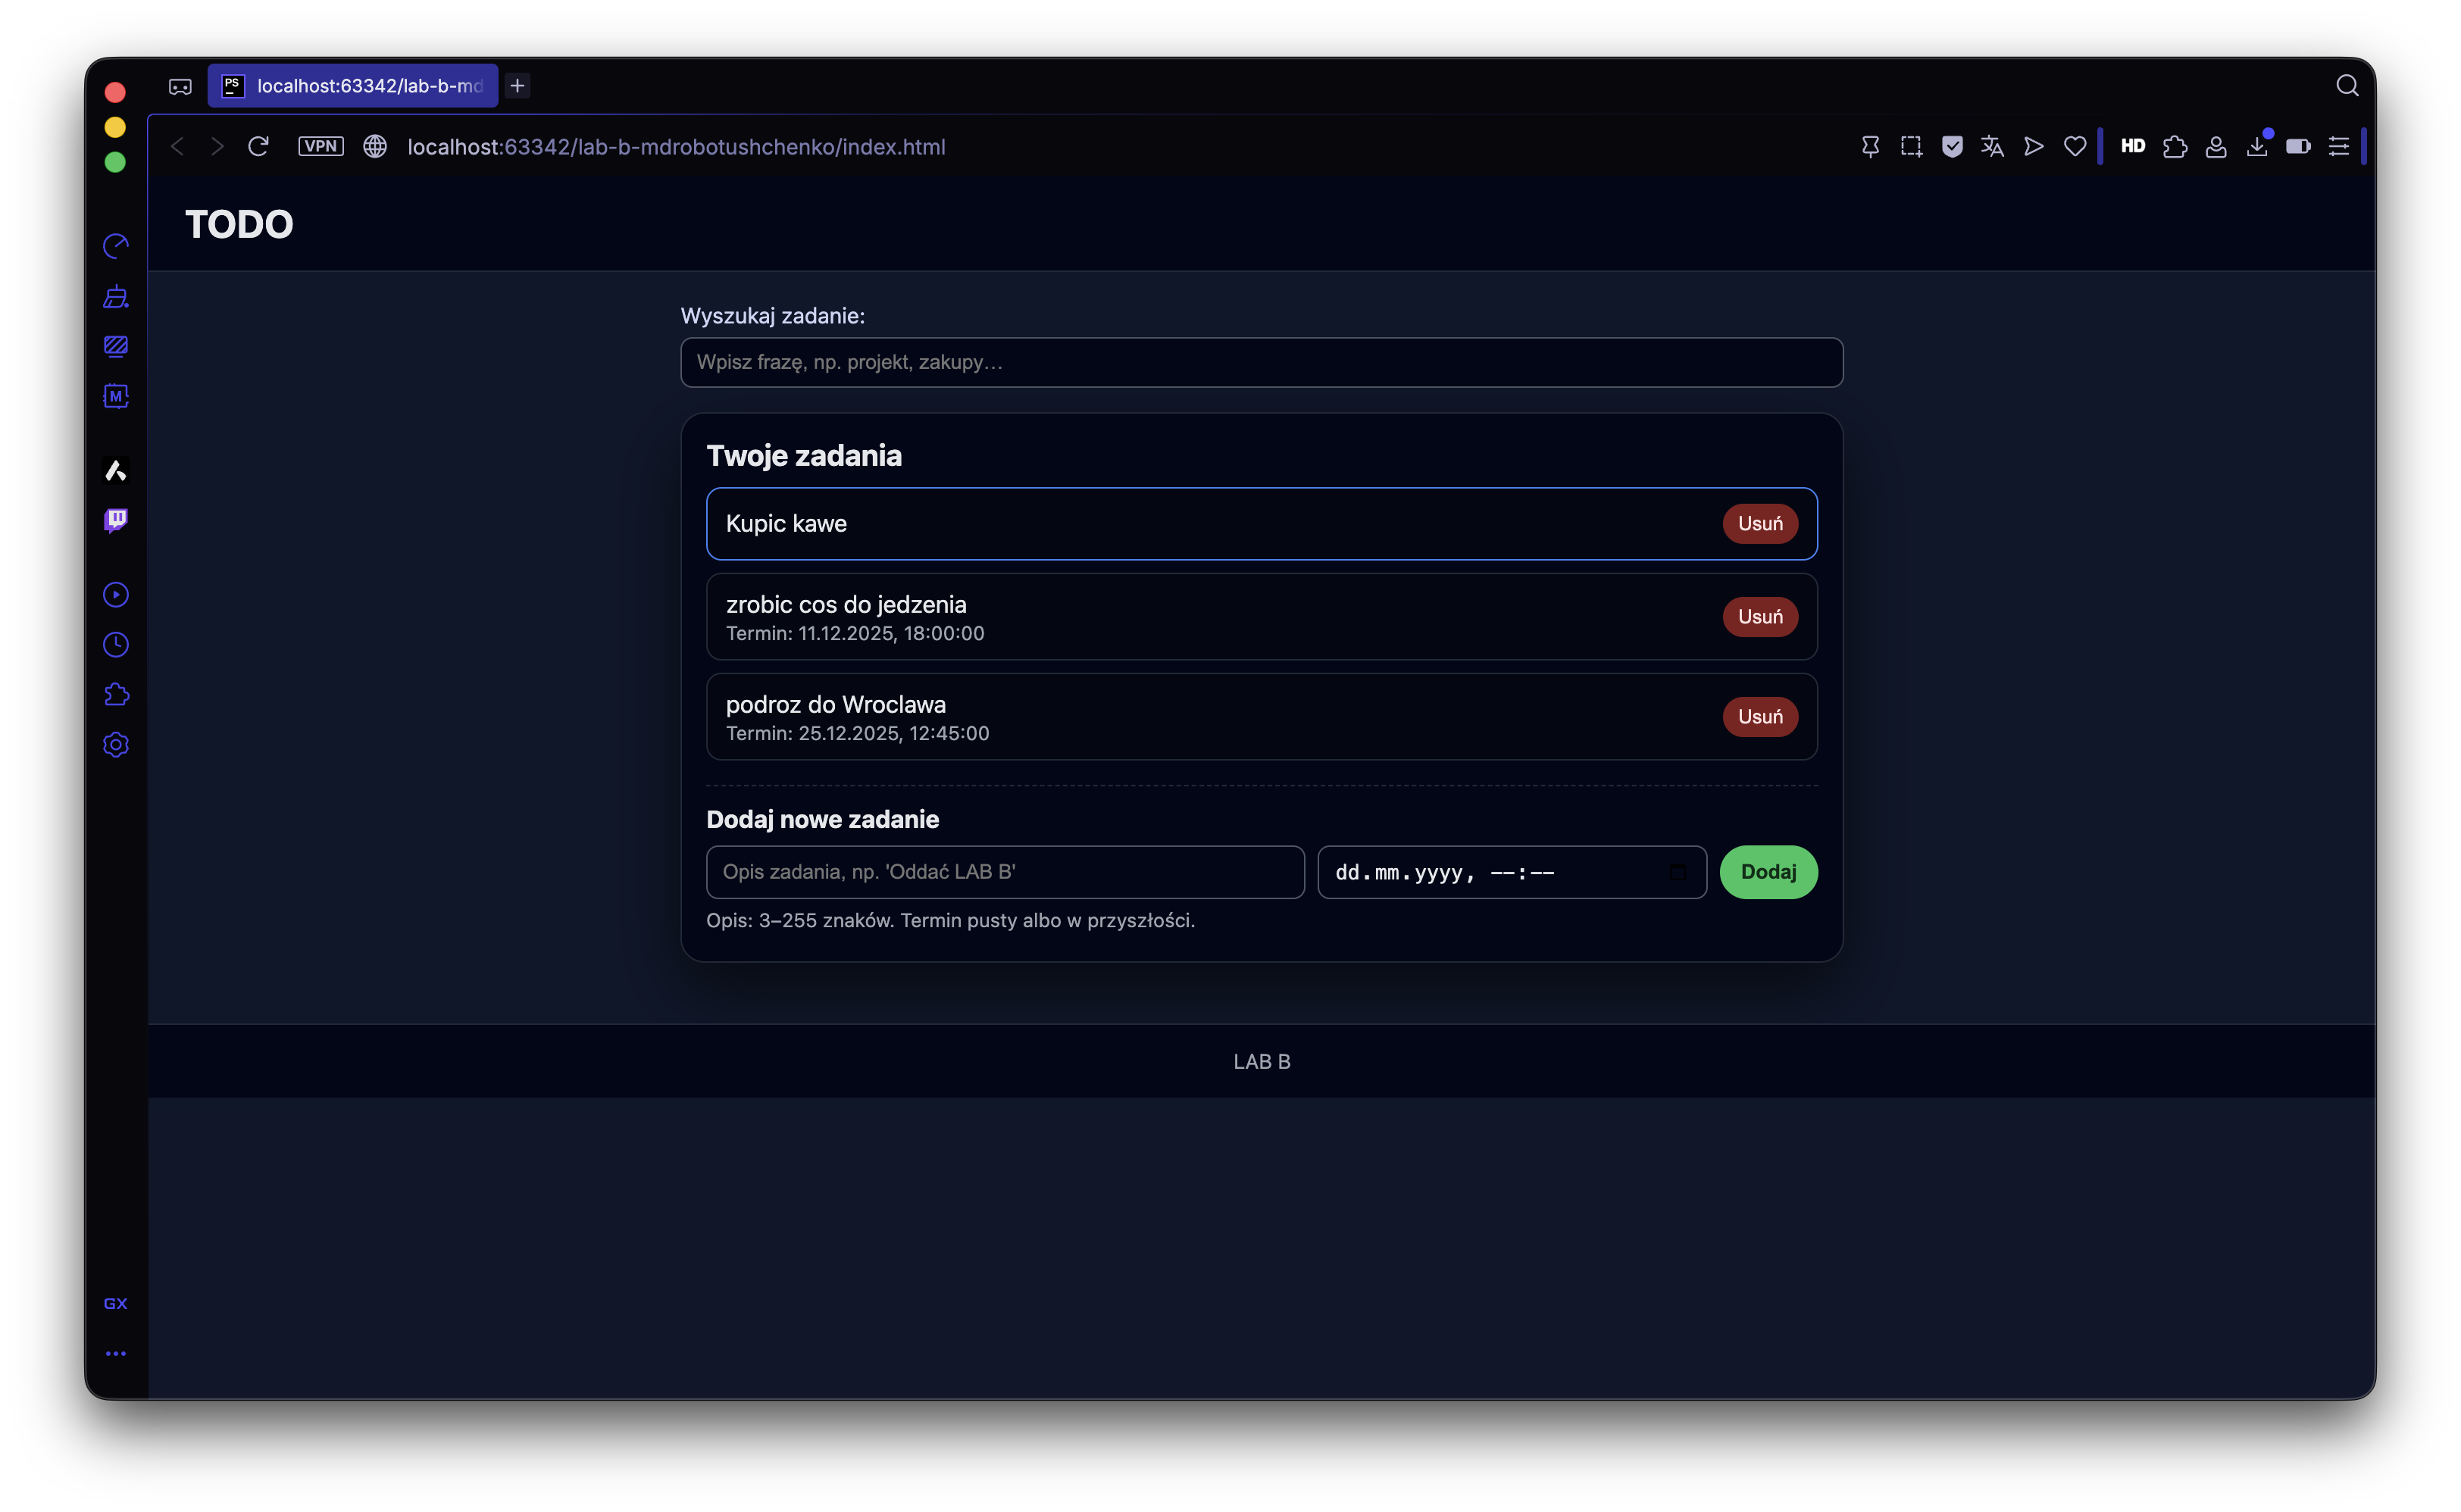 PS
localhost:63342/lab-b-md
VPN
localhost:63342/lab-b-mdrobotushchenko/index.html
HD
TODO
M
Wyszukaj zadanie:
Wpisz frazę, np. projekt, zakupy…
Twoje zadania
Kupic kawe
Usuń
zrobic cos do jedzenia
Termin: 11.12.2025, 18:00:00
Usuń
podroz do Wroclawa
Termin: 25.12.2025, 12:45:00
Usuń
Dodaj nowe zadanie
Opis zadania, np. 'Oddać LAB B'
dd.mm.yyyy, --:--
Dodaj
Opis: 3–255 znaków. Termin pusty albo w przyszłości.
LAB B
GX